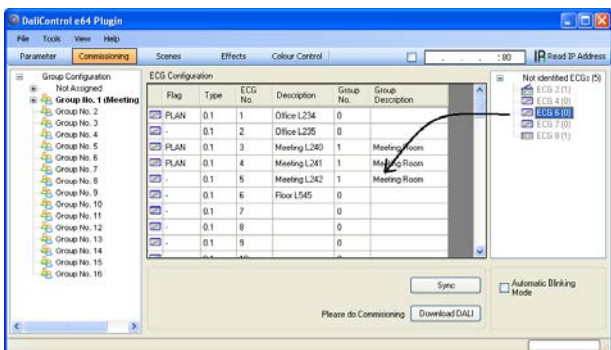 DaliControl e64 Plugin
File Tools View Help
Parameter Commissioning Scenes Effects Colour Control . . . :80 IP Read IP Address
Group Configuration
Not Assigned
Group No. 1 (Meeting
Group No. 2
Group No. 3
Group No. 4
Group No. 5
Group No. 6
Group No. 7
Group No. 8
Group No. 9
Group No. 10
Group No. 11
Group No. 12
Group No. 13
Group No. 14
Group No. 15
Group No. 16
ECG Configuration
Flag Type ECG No. Description Group No. Group Description
PLAN 0.1 1 Office L234 0
- 0.1 2 Office L235 0
PLAN 0.1 3 Meeting L240 1 Meeting Room
PLAN 0.1 4 Meeting L241 1 Meeting Room
- 0.1 5 Meeting L242 1 Meeting Room
- 0.1 6 Floor L545 0
- 0.1 7 0
- 0.1 8 0
- 0.1 9 0
Not identified ECGs (5)
ECG 2 (1)
ECG 4 (0)
ECG 6 (0)
ECG 7 (0)
ECG 8 (1)
Sync
Please do Commisioning Download DALI
Automatic Blinking
Mode